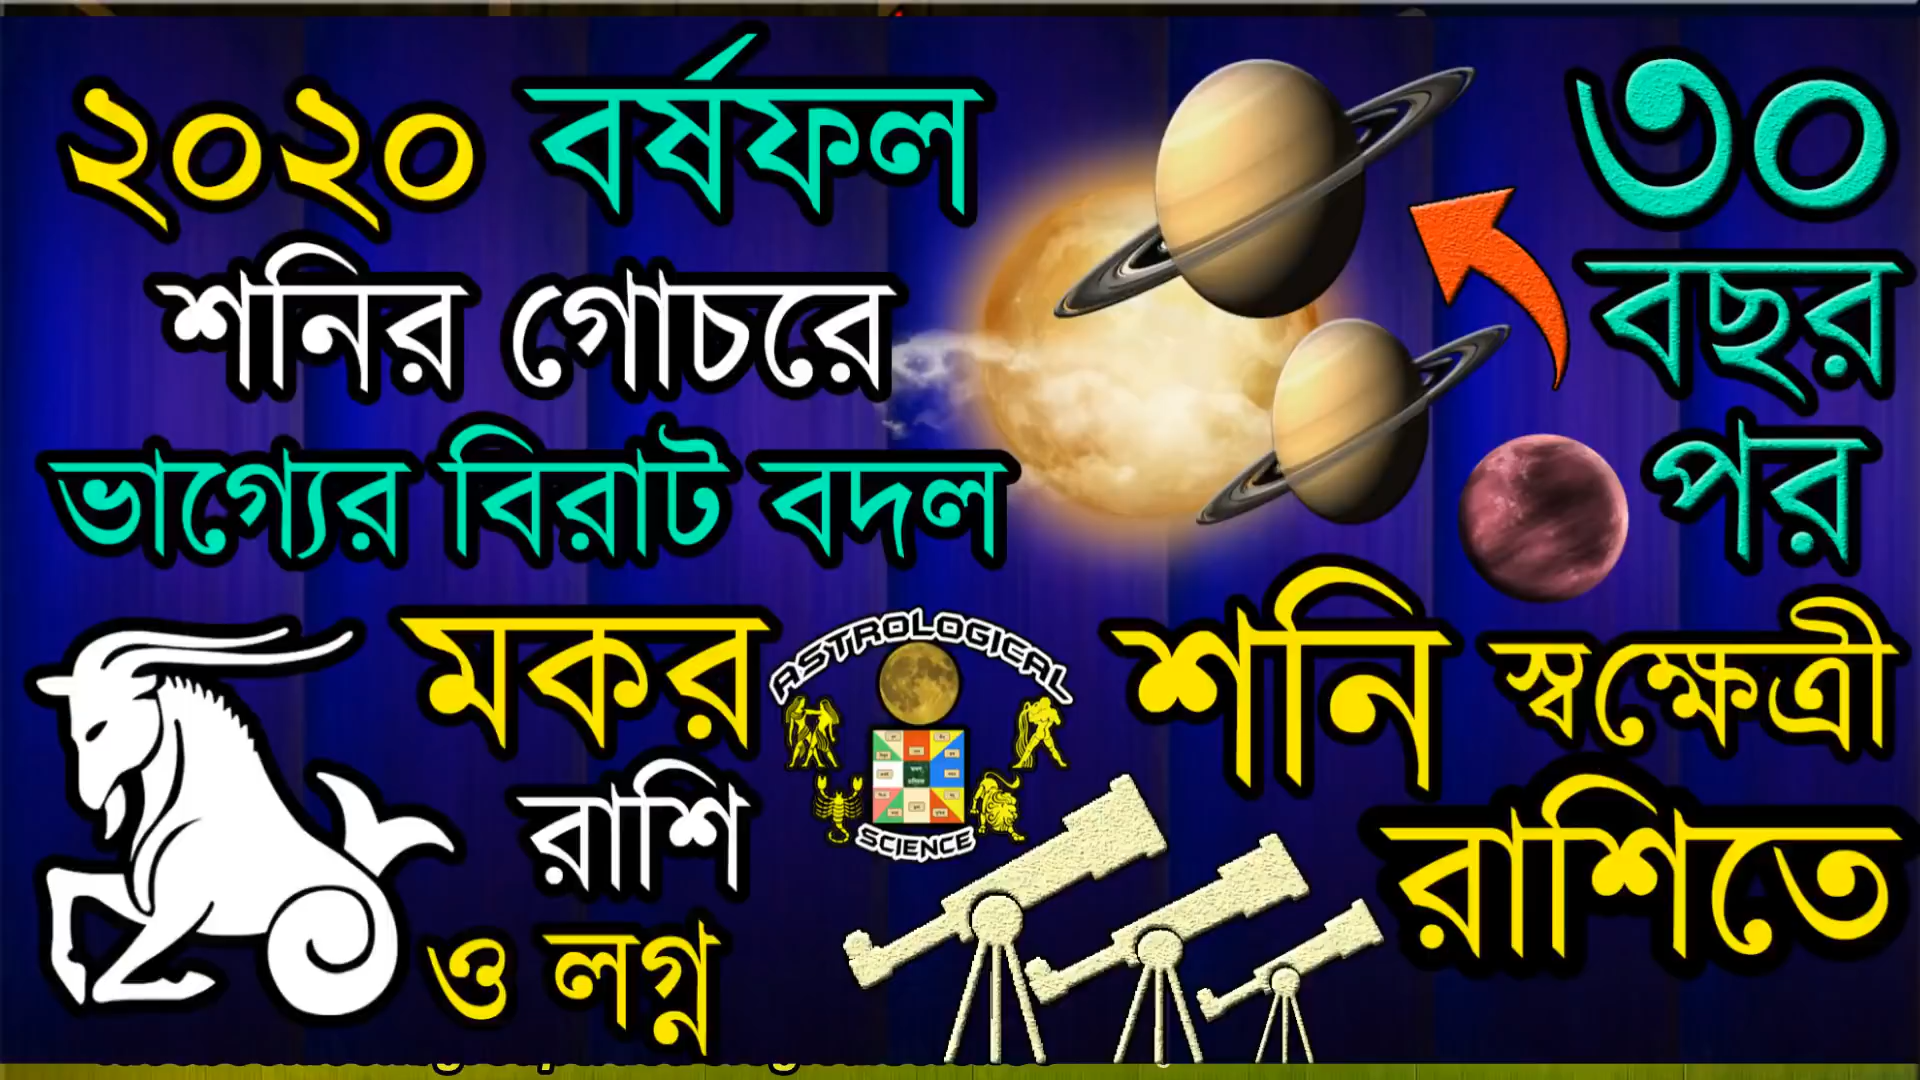 ২০২০ বর্ষফল
শনির গোচরে
ভাগ্যের বিরাট বদল
৩০
বছর
পর
মকর
রাশি
ও লগ্ন
ASTROLOGICAL
SCIENCE
শনি স্বক্ষেত্রী
রাশিতে